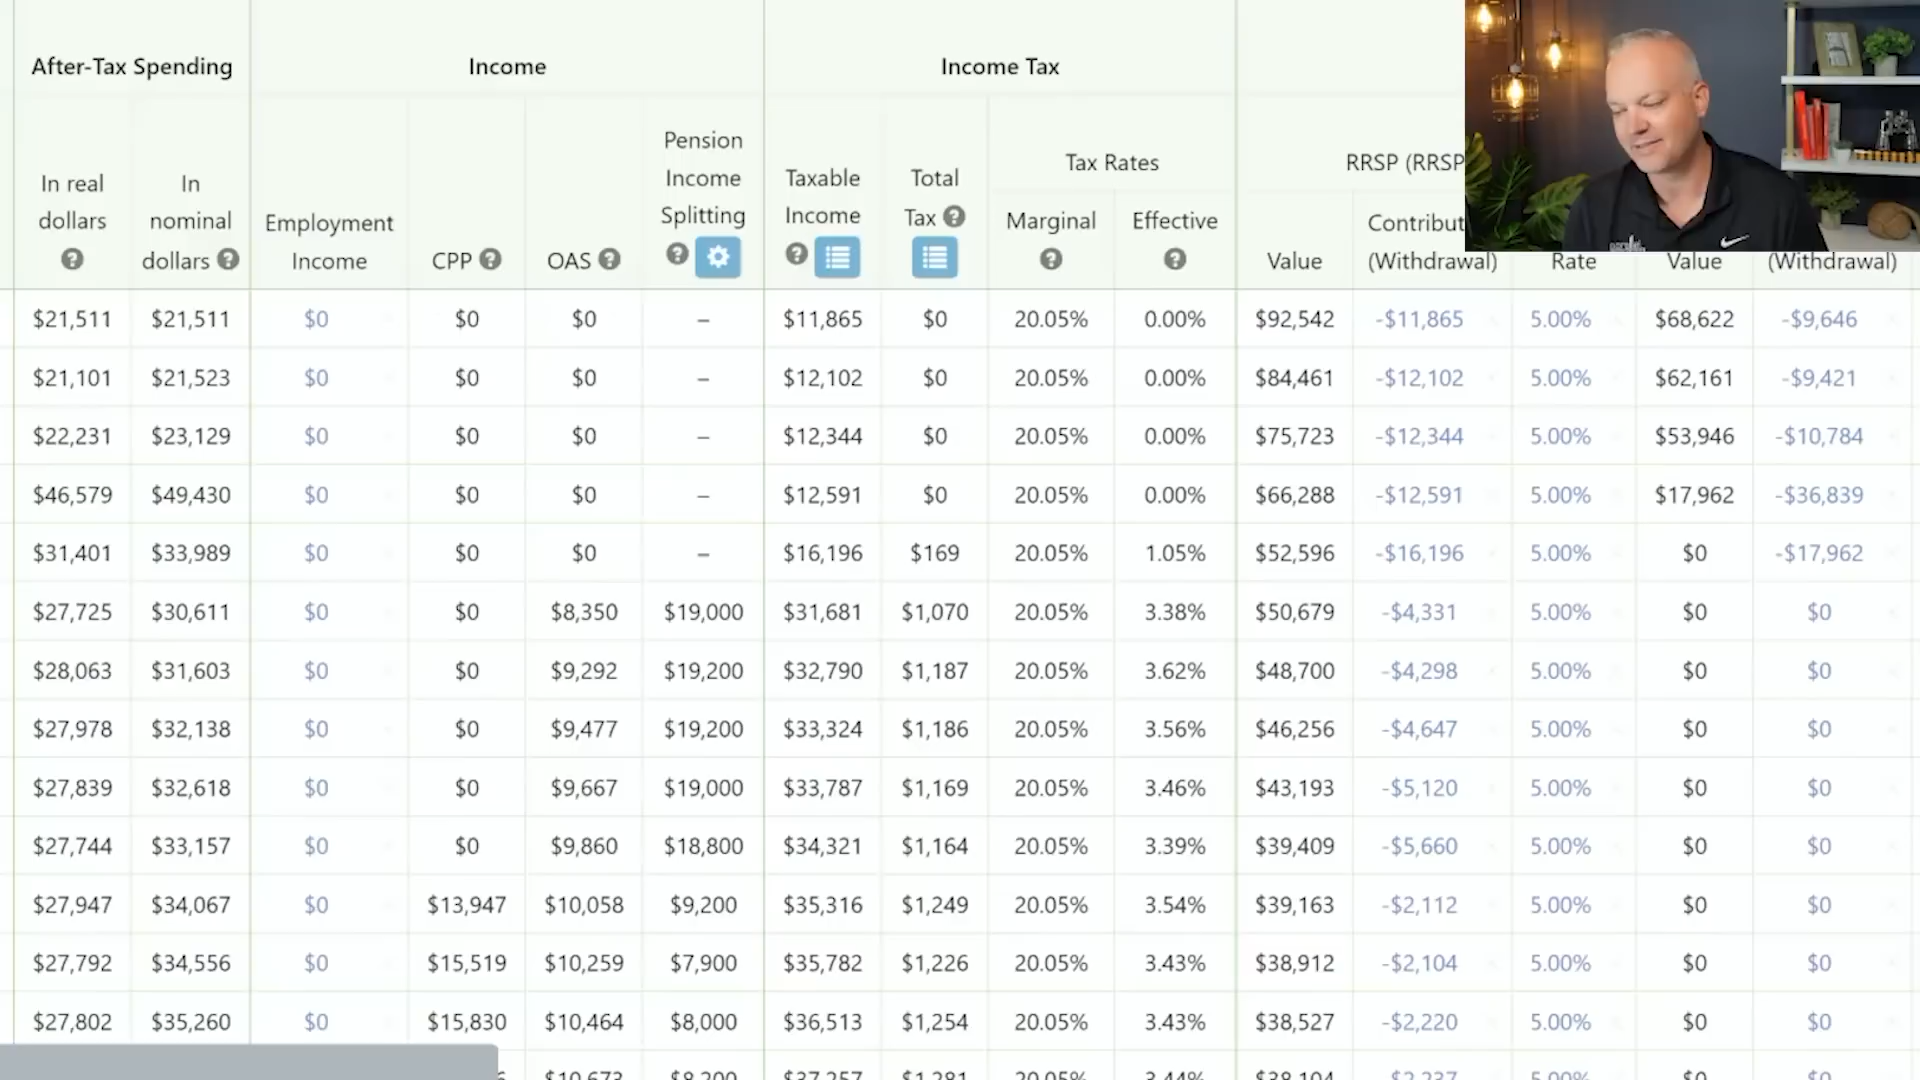 After-Tax Spending Income Income Tax
In real dollars In nominal dollars Employment Income CPP OAS Pension Income Splitting Taxable Income Total Tax Tax Rates Marginal Effective RRSP (RRSP Value Contribut (Withdrawal) Rate Value (Withdrawal)
$21,511 $21,511 $0 $0 $0 – $11,865 $0 20.05% 0.00% $92,542 -$11,865 5.00% $68,622 -$9,646
$21,101 $21,523 $0 $0 $0 – $12,102 $0 20.05% 0.00% $84,461 -$12,102 5.00% $62,161 -$9,421
$22,231 $23,129 $0 $0 $0 – $12,344 $0 20.05% 0.00% $75,723 -$12,344 5.00% $53,946 -$10,784
$46,579 $49,430 $0 $0 $0 – $12,591 $0 20.05% 0.00% $66,288 -$12,591 5.00% $17,962 -$36,839
$31,401 $33,989 $0 $0 $0 – $16,196 $169 20.05% 1.05% $52,596 -$16,196 5.00% $0 -$17,962
$27,725 $30,611 $0 $0 $8,350 $19,000 $31,681 $1,070 20.05% 3.38% $50,679 -$4,331 5.00% $0 $0
$28,063 $31,603 $0 $0 $9,292 $19,200 $32,790 $1,187 20.05% 3.62% $48,700 -$4,298 5.00% $0 $0
$27,978 $32,138 $0 $0 $9,477 $19,200 $33,324 $1,186 20.05% 3.56% $46,256 -$4,647 5.00% $0 $0
$27,839 $32,618 $0 $0 $9,667 $19,000 $33,787 $1,169 20.05% 3.46% $43,193 -$5,120 5.00% $0 $0
$27,744 $33,157 $0 $0 $9,860 $18,800 $34,321 $1,164 20.05% 3.39% $39,409 -$5,660 5.00% $0 $0
$27,947 $34,067 $0 $13,947 $10,058 $9,200 $35,316 $1,249 20.05% 3.54% $39,163 -$2,112 5.00% $0 $0
$27,792 $34,556 $0 $15,519 $10,259 $7,900 $35,782 $1,226 20.05% 3.43% $38,912 -$2,104 5.00% $0 $0
$27,802 $35,260 $0 $15,830 $10,464 $8,000 $36,513 $1,254 20.05% 3.43% $38,527 -$2,220 5.00% $0 $0